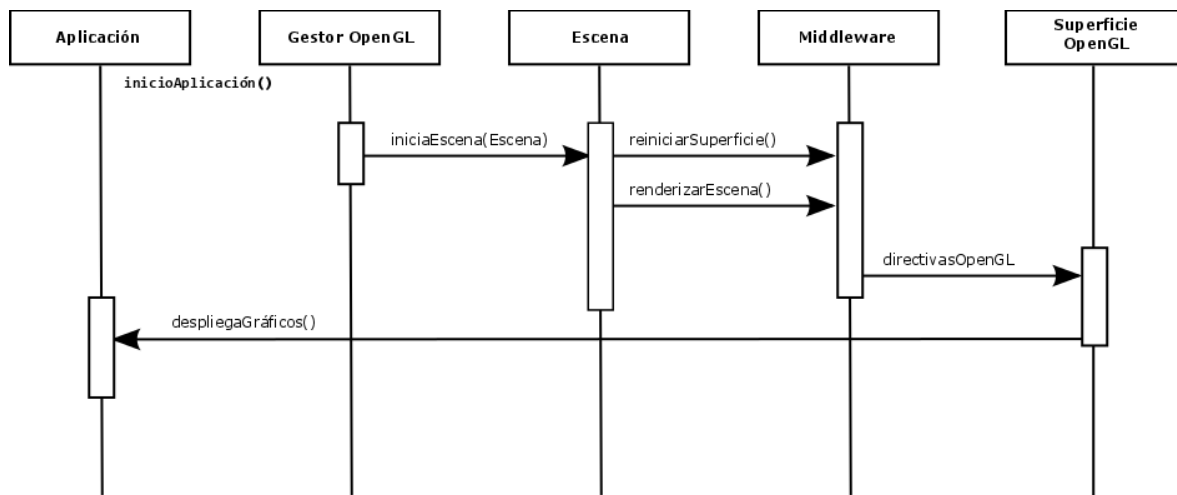 Aplicación
Gestor OpenGL
Escena
Middleware
Superficie
OpenGL
inicioAplicación()
iniciaEscena(Escena)
reiniciarSuperficie()
renderizarEscena()
directivasOpenGL
despliegaGráficos()